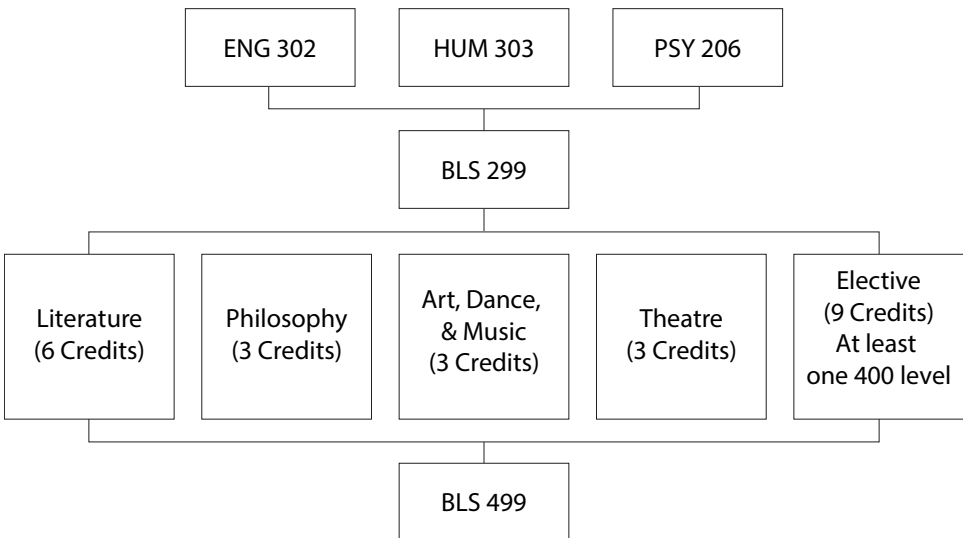 ENG 302
HUM 303
PSY 206
BLS 299
Literature
(6 Credits)
Philosophy
(3 Credits)
Art, Dance,
& Music
(3 Credits)
Theatre
(3 Credits)
Elective
(9 Credits)
At least
one 400 level
BLS 499